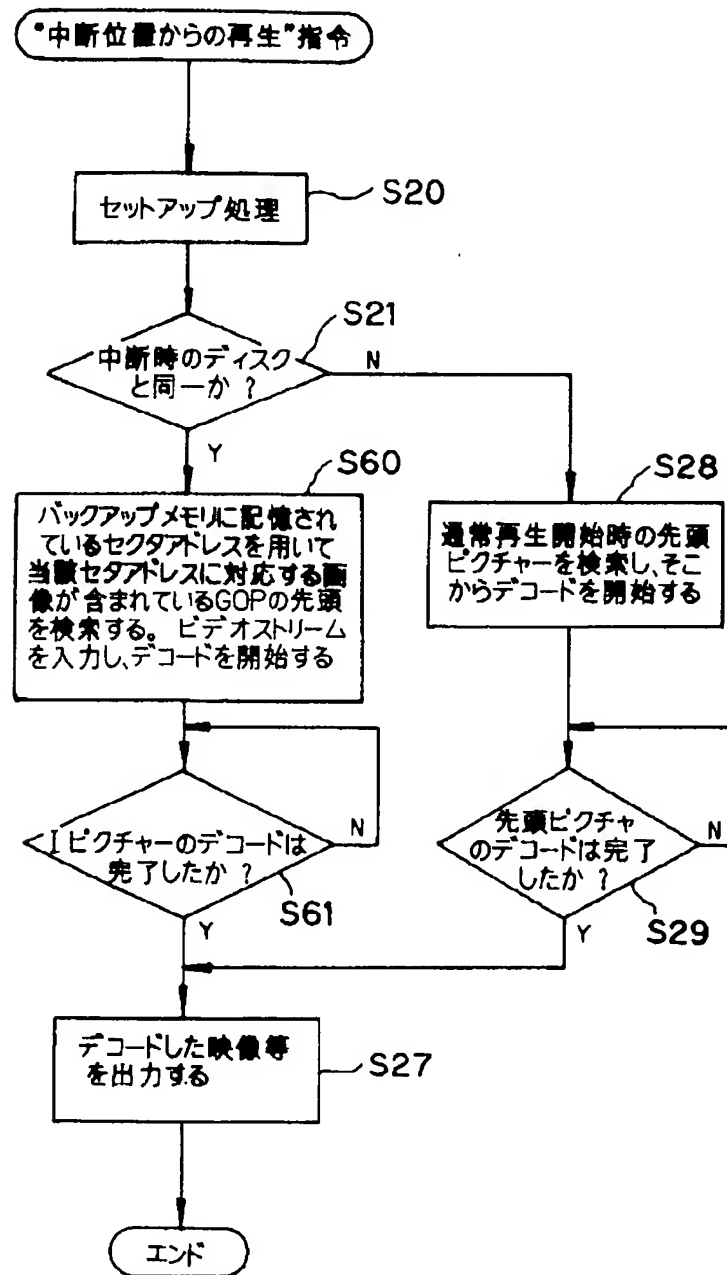 “中断位置からの再生”指令
セットアップ処理
S20
中断時のディスク
と同一か ?
S21
N
Y
S60
バックアップメモリに記憶され
ているセクタアドレスを用いて
当該セタアドレスに対応する画
像が含まれているGOPの先頭
を検索する。 ビデオストリーム
を入力し、デコードを開始する
S28
通常再生開始時の先頭
ピクチャーを検索し、そこ
からデコードを開始する
Iピクチャーのデコードは
完了したか ?
N
S61
Y
先頭ピクチャ
のデコードは完了
したか ?
N
S29
Y
デコードした映像等
を出力する
S27
エンド